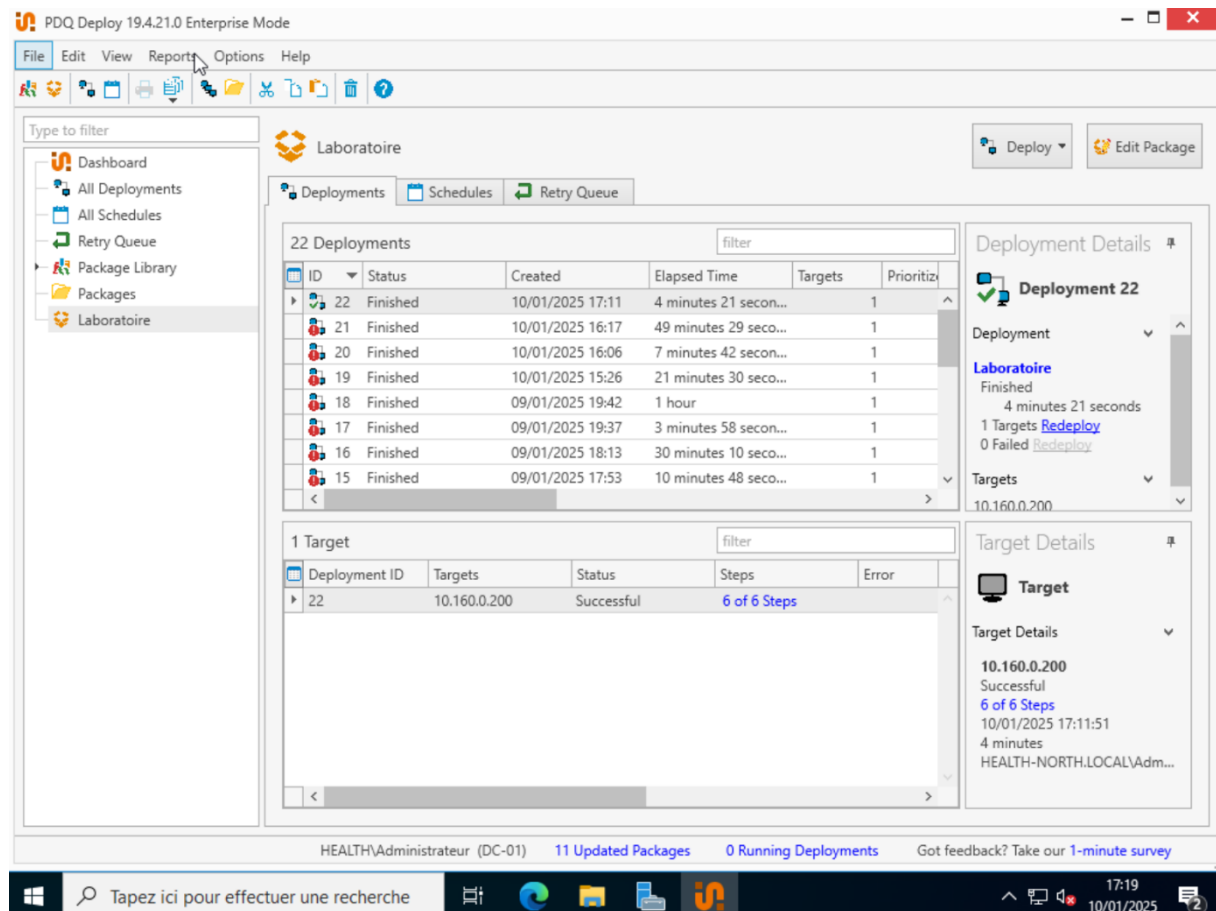 PDQ Deploy 19.4.21.0 Enterprise Mode
File Edit View Reports Options Help
Type to filter
Dashboard
All Deployments
All Schedules
Retry Queue
Package Library
Packages
Laboratoire
Laboratoire
Deploy
Edit Package
Deployments Schedules Retry Queue
22 Deployments
filter
ID Status Created Elapsed Time Targets Prioritize
22 Finished 10/01/2025 17:11 4 minutes 21 secon... 1
21 Finished 10/01/2025 16:17 49 minutes 29 seco... 1
20 Finished 10/01/2025 16:06 7 minutes 42 secon... 1
19 Finished 10/01/2025 15:26 21 minutes 30 seco... 1
18 Finished 09/01/2025 19:42 1 hour 1
17 Finished 09/01/2025 19:37 3 minutes 58 secon... 1
16 Finished 09/01/2025 18:13 30 minutes 10 seco... 1
15 Finished 09/01/2025 17:53 10 minutes 48 seco... 1
Deployment Details
Deployment 22
Deployment
Laboratoire
Finished
4 minutes 21 seconds
1 Targets Redeploy
0 Failed Redeploy
Targets
10.160.0.200
1 Target
filter
Deployment ID Targets Status Steps Error
22 10.160.0.200 Successful 6 of 6 Steps
Target Details
Target
Target Details
10.160.0.200
Successful
6 of 6 Steps
10/01/2025 17:11:51
4 minutes
HEALTH-NORTH.LOCAL\Adm...
HEALTH\Administrateur (DC-01) 11 Updated Packages 0 Running Deployments Got feedback? Take our 1-minute survey
Tapez ici pour effectuer une recherche
17:19
10/01/2025
2